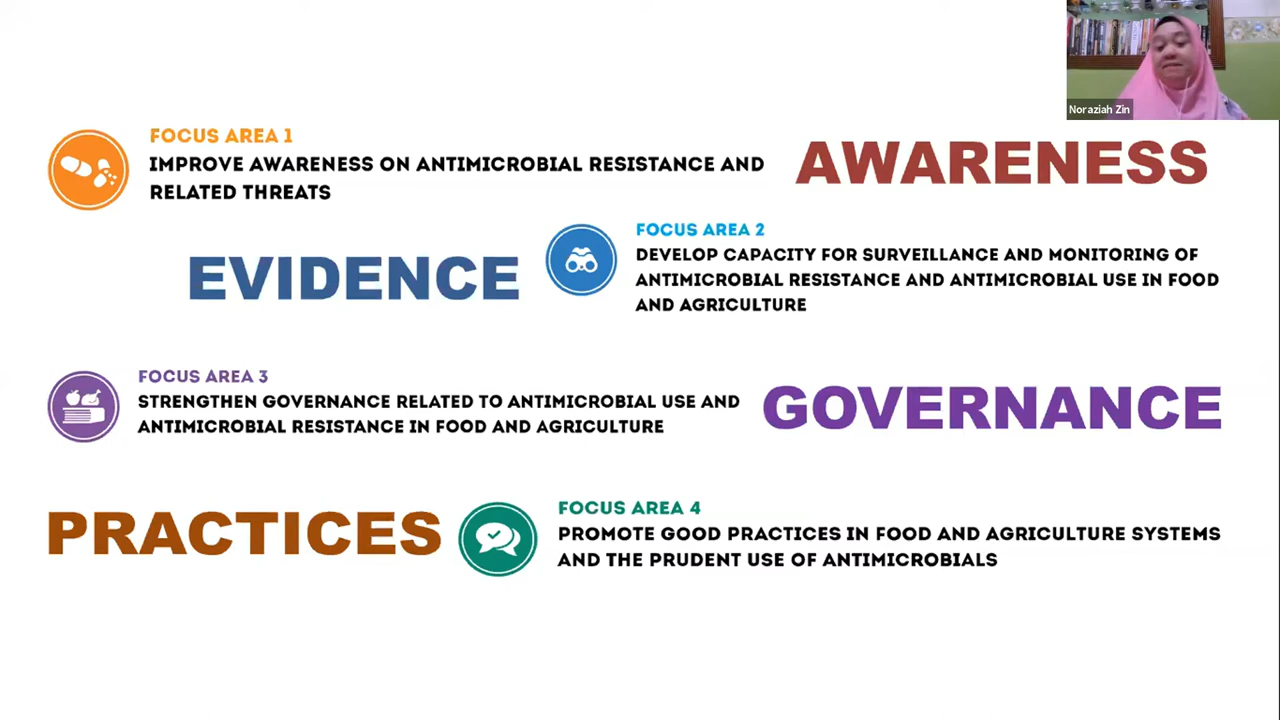 Noraziah Zin
FOCUS AREA 1
IMPROVE AWARENESS ON ANTIMICROBIAL RESISTANCE AND
RELATED THREATS
AWARENESS
EVIDENCE
FOCUS AREA 2
DEVELOP CAPACITY FOR SURVEILLANCE AND MONITORING OF
ANTIMICROBIAL RESISTANCE AND ANTIMICROBIAL USE IN FOOD
AND AGRICULTURE
FOCUS AREA 3
STRENGTHEN GOVERNANCE RELATED TO ANTIMICROBIAL USE AND
ANTIMICROBIAL RESISTANCE IN FOOD AND AGRICULTURE
GOVERNANCE
PRACTICES
FOCUS AREA 4
PROMOTE GOOD PRACTICES IN FOOD AND AGRICULTURE SYSTEMS
AND THE PRUDENT USE OF ANTIMICROBIALS